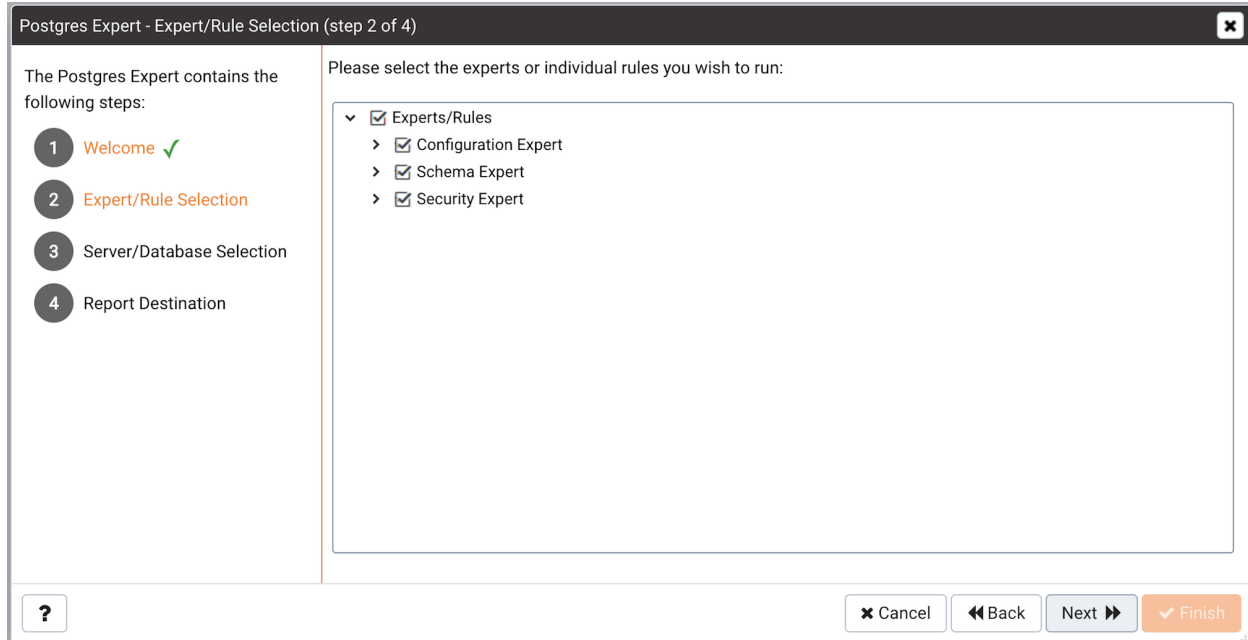 Postgres Expert - Expert/Rule Selection (step 2 of 4)
The Postgres Expert contains the
following steps:
1 Welcome
2 Expert/Rule Selection
3 Server/Database Selection
4 Report Destination
Please select the experts or individual rules you wish to run:
Experts/Rules
Configuration Expert
Schema Expert
Security Expert
? Cancel Back Next Finish